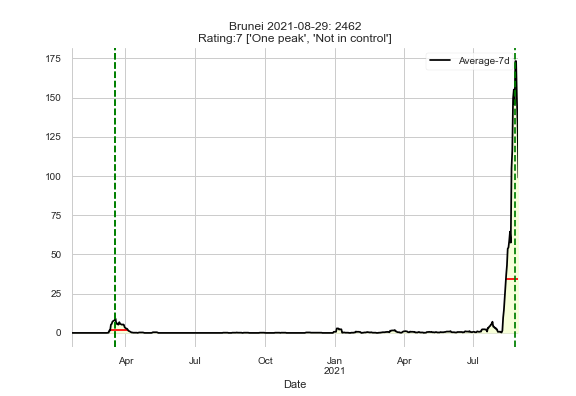 Brunei 2021-08-29: 2462
Rating:7 ['One peak', 'Not in control']
Average-7d
175
150
125
100
75
50
25
0
Apr Jul Oct Jan Apr Jul
2021
Date